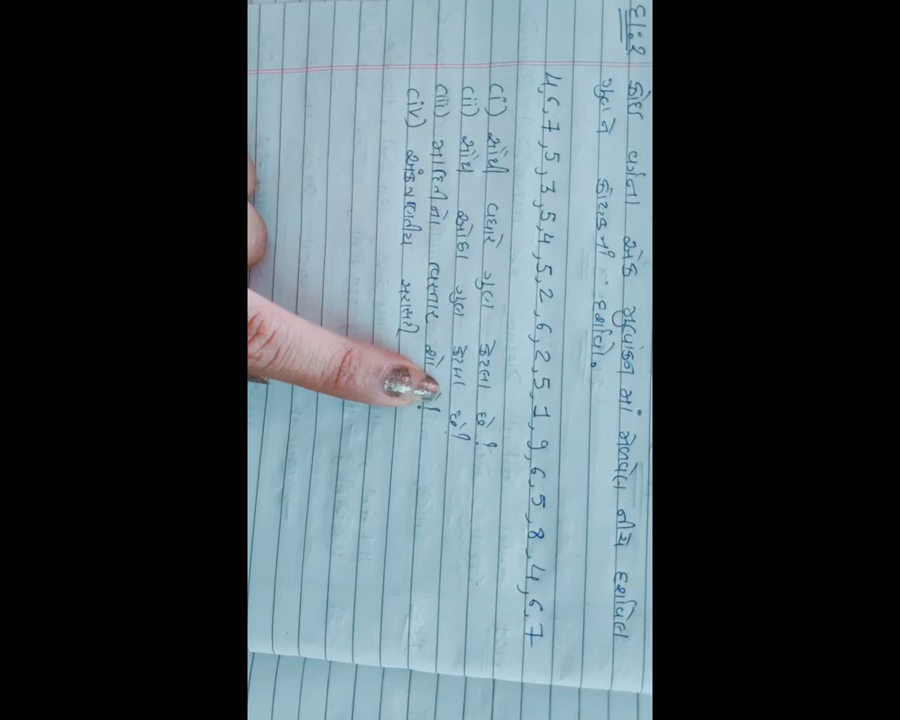 દા:૨ કોઇ વર્ગના એક મુલ્યાંકન માં મેળવેલ નીચે દર્શાવેલ
ગુણ ને કોષ્ટકમાં દર્શાવો.
4,6,7,5,3,5,4,5,2,6,2,5,1,9,6,5,8,4,6,7
(i) સૌથી વધારે ગુણ કેટલા છે?
(ii) સૌથી ઓછા ગુણ કેટલા છે?
(iii) માહિતીનો વિસ્તાર શો ?
(iv) અંકગણિતીય સરાસરી